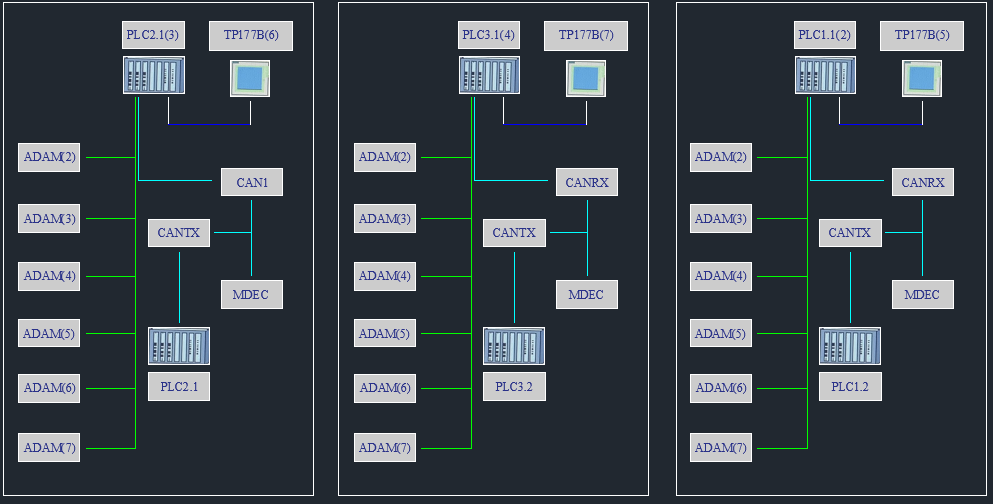 PLC2.1(3)
TP177B(6)
ADAM(2)
CAN1
ADAM(3)
CANTX
ADAM(4)
MDEC
ADAM(5)
ADAM(6)
PLC2.1
ADAM(7)
PLC3.1(4)
TP177B(7)
ADAM(2)
CANRX
ADAM(3)
CANTX
ADAM(4)
MDEC
ADAM(5)
ADAM(6)
PLC3.2
ADAM(7)
PLC1.1(2)
TP177B(5)
ADAM(2)
CANRX
ADAM(3)
CANTX
ADAM(4)
MDEC
ADAM(5)
ADAM(6)
PLC1.2
ADAM(7)